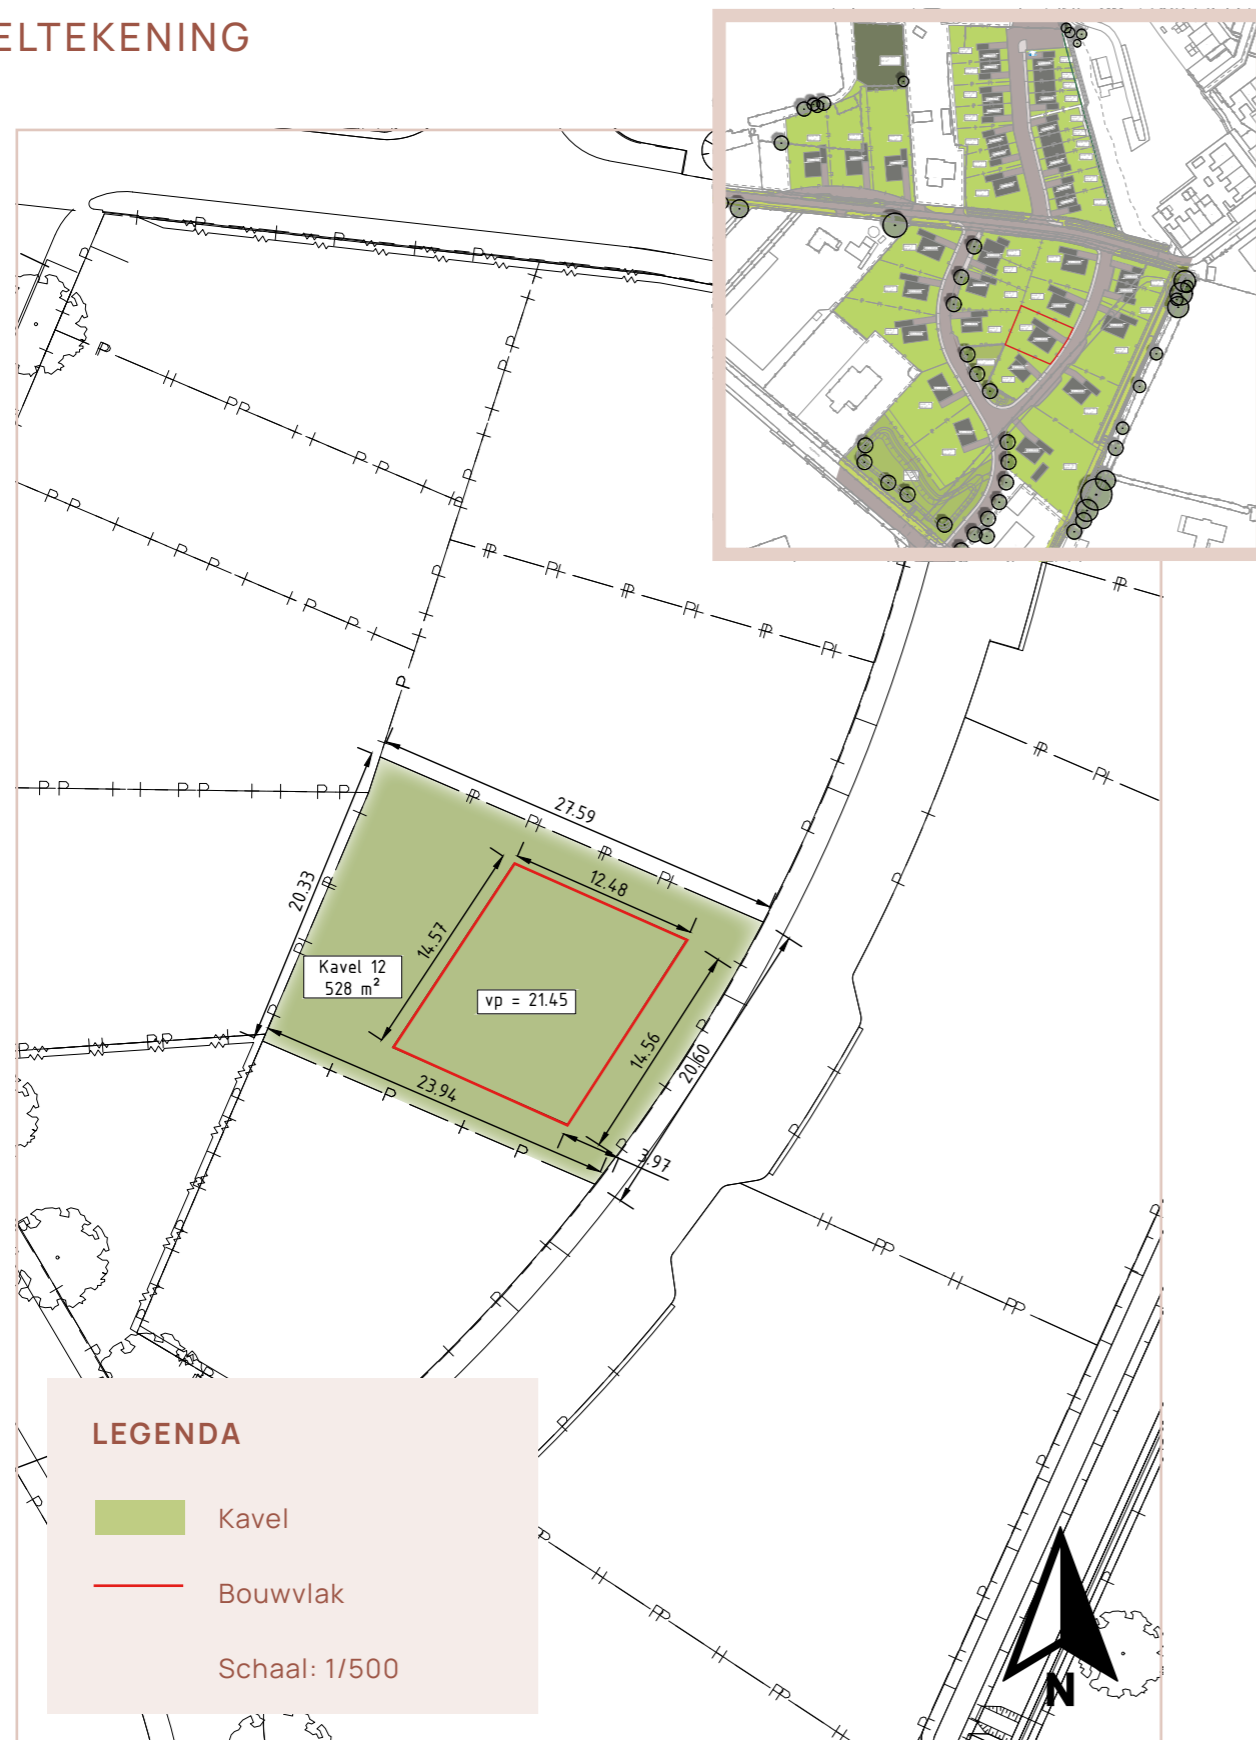 ELTEKENING
27.59
12.48
20.33
14.57
Kavel 12
528 m²
vp = 21.45
14.56
20.60
23.94
3.97
LEGENDA
Kavel
Bouwvlak
Schaal: 1/500
N